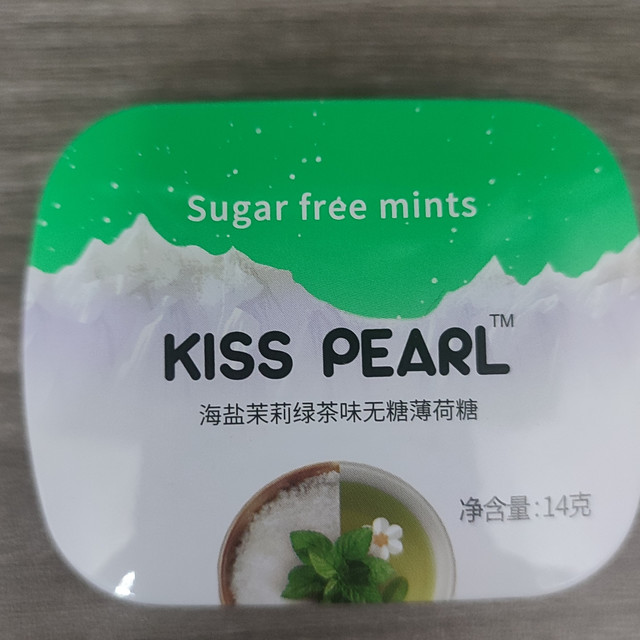 Sugar free mints
KISS PEARL™
海盐茉莉绿茶味无糖薄荷糖
净含量:14克